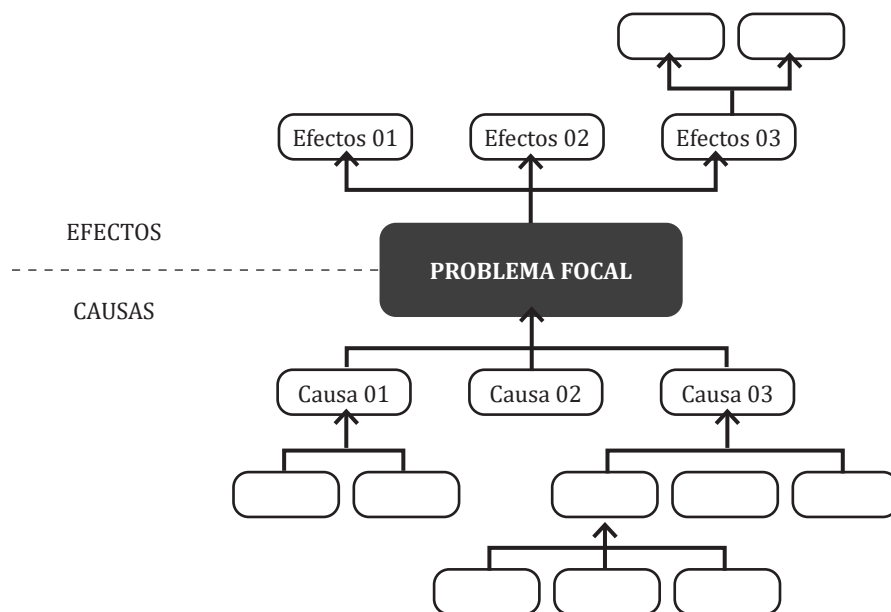 Efectos 01
Efectos 02
Efectos 03
EFECTOS
PROBLEMA FOCAL
CAUSAS
Causa 01
Causa 02
Causa 03